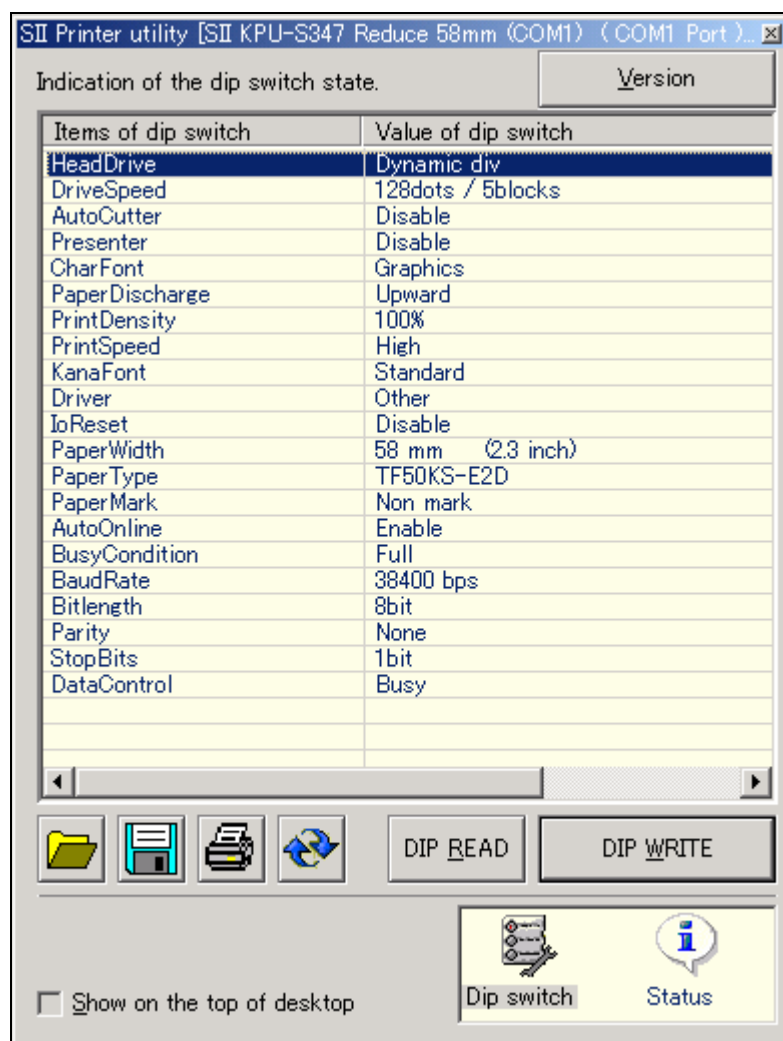 SII Printer utility [SII KPU-S347 Reduce 58mm (COM1) ( COM1 Port )...
Indication of the dip switch state.
Version
Items of dip switch Value of dip switch
HeadDrive Dynamic div
DriveSpeed 128dots / 5blocks
AutoCutter Disable
Presenter Disable
CharFont Graphics
PaperDischarge Upward
PrintDensity 100%
PrintSpeed High
KanaFont Standard
Driver Other
IoReset Disable
PaperWidth 58 mm (2.3 inch)
PaperType TF50KS-E2D
PaperMark Non mark
AutoOnline Enable
BusyCondition Full
BaudRate 38400 bps
Bitlength 8bit
Parity None
StopBits 1bit
DataControl Busy
DIP READ DIP WRITE
Dip switch Status
Show on the top of desktop